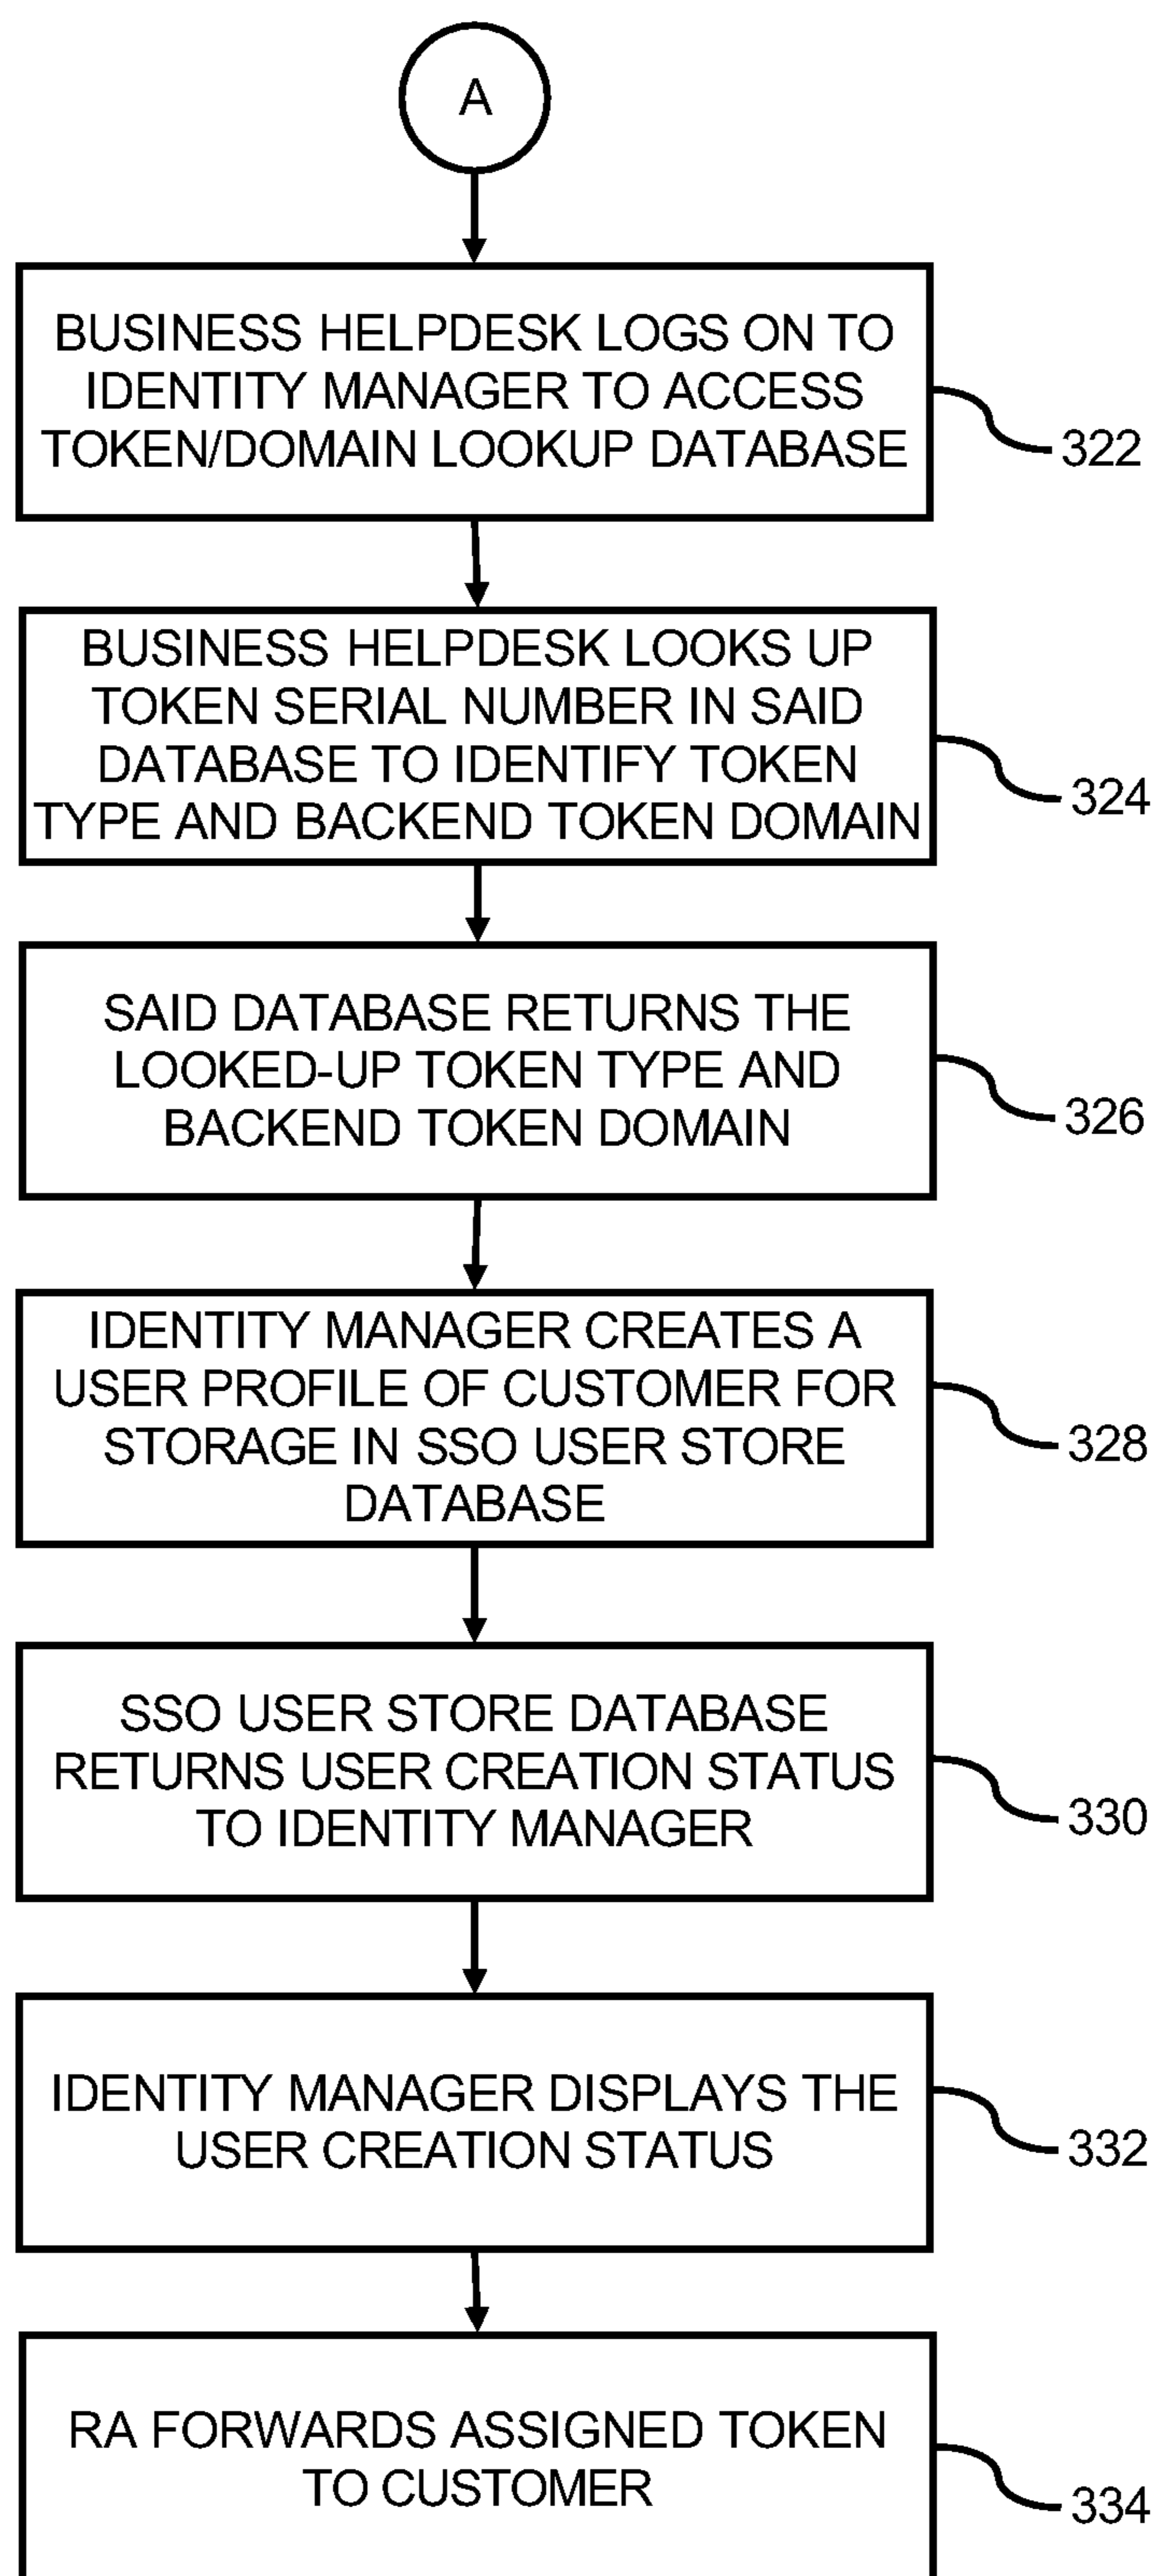 A
BUSINESS HELPDESK LOGS ON TO
IDENTITY MANAGER TO ACCESS
TOKEN/DOMAIN LOOKUP DATABASE
322
BUSINESS HELPDESK LOOKS UP
TOKEN SERIAL NUMBER IN SAID
DATABASE TO IDENTIFY TOKEN
TYPE AND BACKEND TOKEN DOMAIN
324
SAID DATABASE RETURNS THE
LOOKED-UP TOKEN TYPE AND
BACKEND TOKEN DOMAIN
326
IDENTITY MANAGER CREATES A
USER PROFILE OF CUSTOMER FOR
STORAGE IN SSO USER STORE
DATABASE
328
SSO USER STORE DATABASE
RETURNS USER CREATION STATUS
TO IDENTITY MANAGER
330
IDENTITY MANAGER DISPLAYS THE
USER CREATION STATUS
332
RA FORWARDS ASSIGNED TOKEN
TO CUSTOMER
334